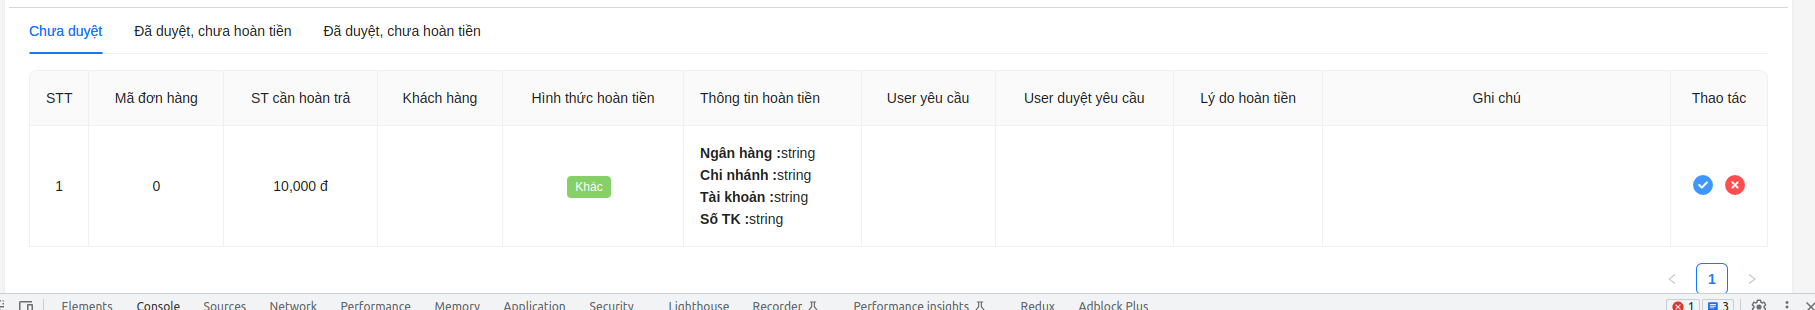 Chưa duyệt Đã duyệt, chưa hoàn tiền Đã duyệt, chưa hoàn tiền
STT Mã đơn hàng ST cần hoàn trả Khách hàng Hình thức hoàn tiền Thông tin hoàn tiền User yêu cầu User duyệt yêu cầu Lý do hoàn tiền Ghi chú Thao tác
Ngân hàng :string
Chi nhánh :string
1 0 10,000 đ Khác
Tài khoản :string
Số TK :string
1
Elements Console Sources Network Performance Memory Application Security Lighthouse Recorder Performance insights Redux Adblock Plus 1 3